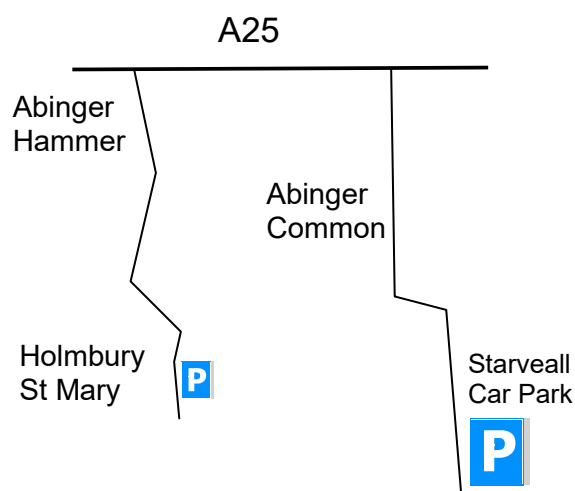 A25
Abinger
Hammer
Abinger
Common
Holmbury
St Mary
P
Starveall
Car Park
P